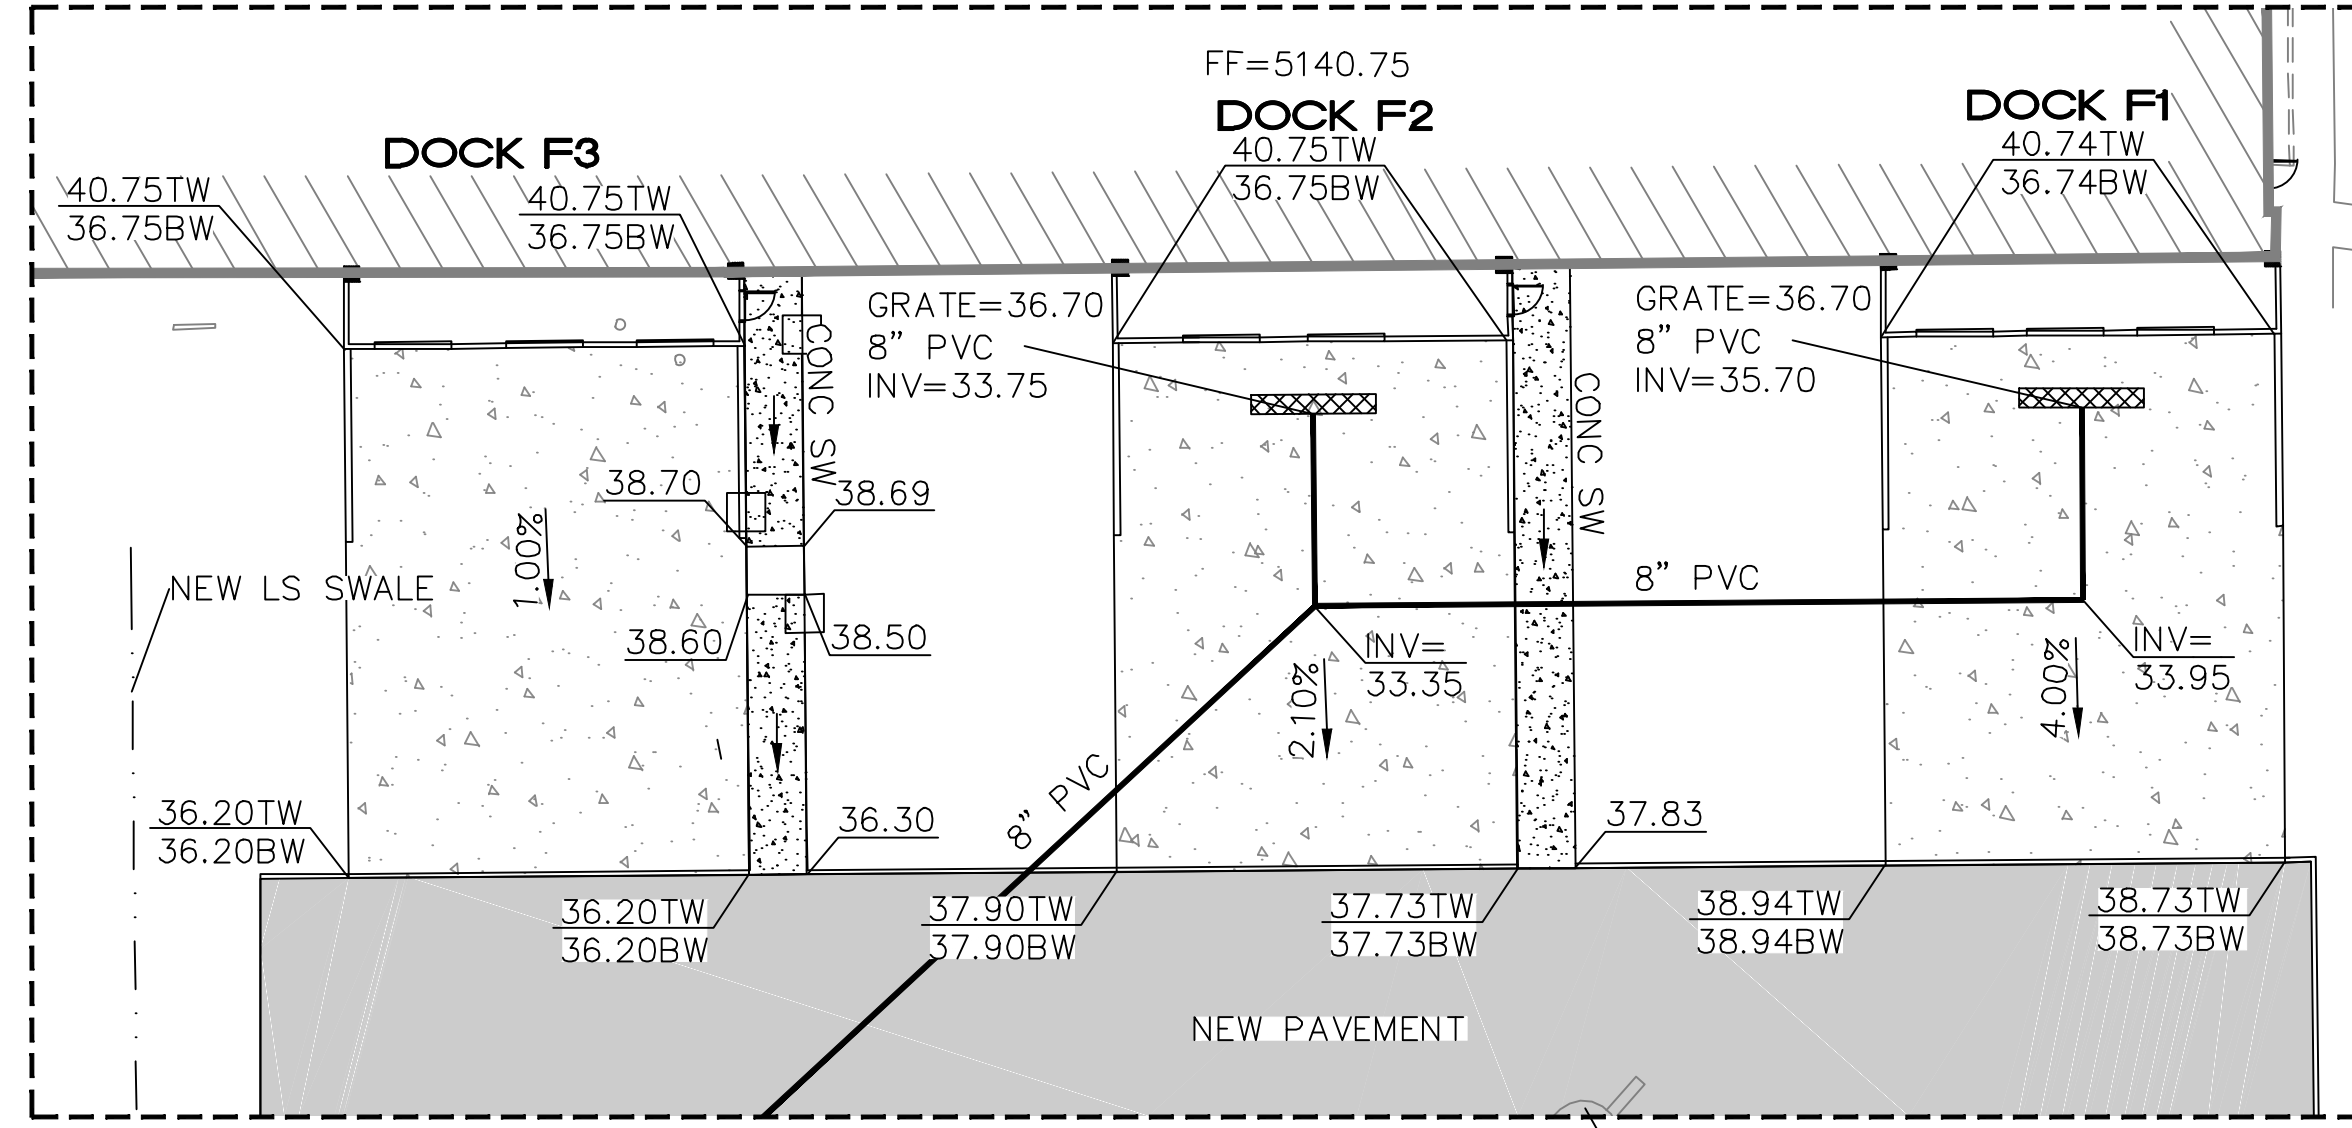 FF=5140.75
DOCK F3
DOCK F2
DOCK F1
40.75TW
36.75BW
40.75TW
36.75BW
40.75TW
36.75BW
40.74TW
36.74BW
GRATE=36.70
8" PVC
INV=33.75
GRATE=36.70
8" PVC
INV=35.70
CONC SW
CONC SW
38.70
38.69
1.00%
NEW LS SWALE
8" PVC
38.60
38.50
INV=
33.35
INV=
33.95
2.10%
4.00%
8" PVC
36.20TW
36.20BW
36.30
37.83
36.20TW
36.20BW
37.90TW
37.90BW
37.73TW
37.73BW
38.94TW
38.94BW
38.73TW
38.73BW
NEW PAVEMENT